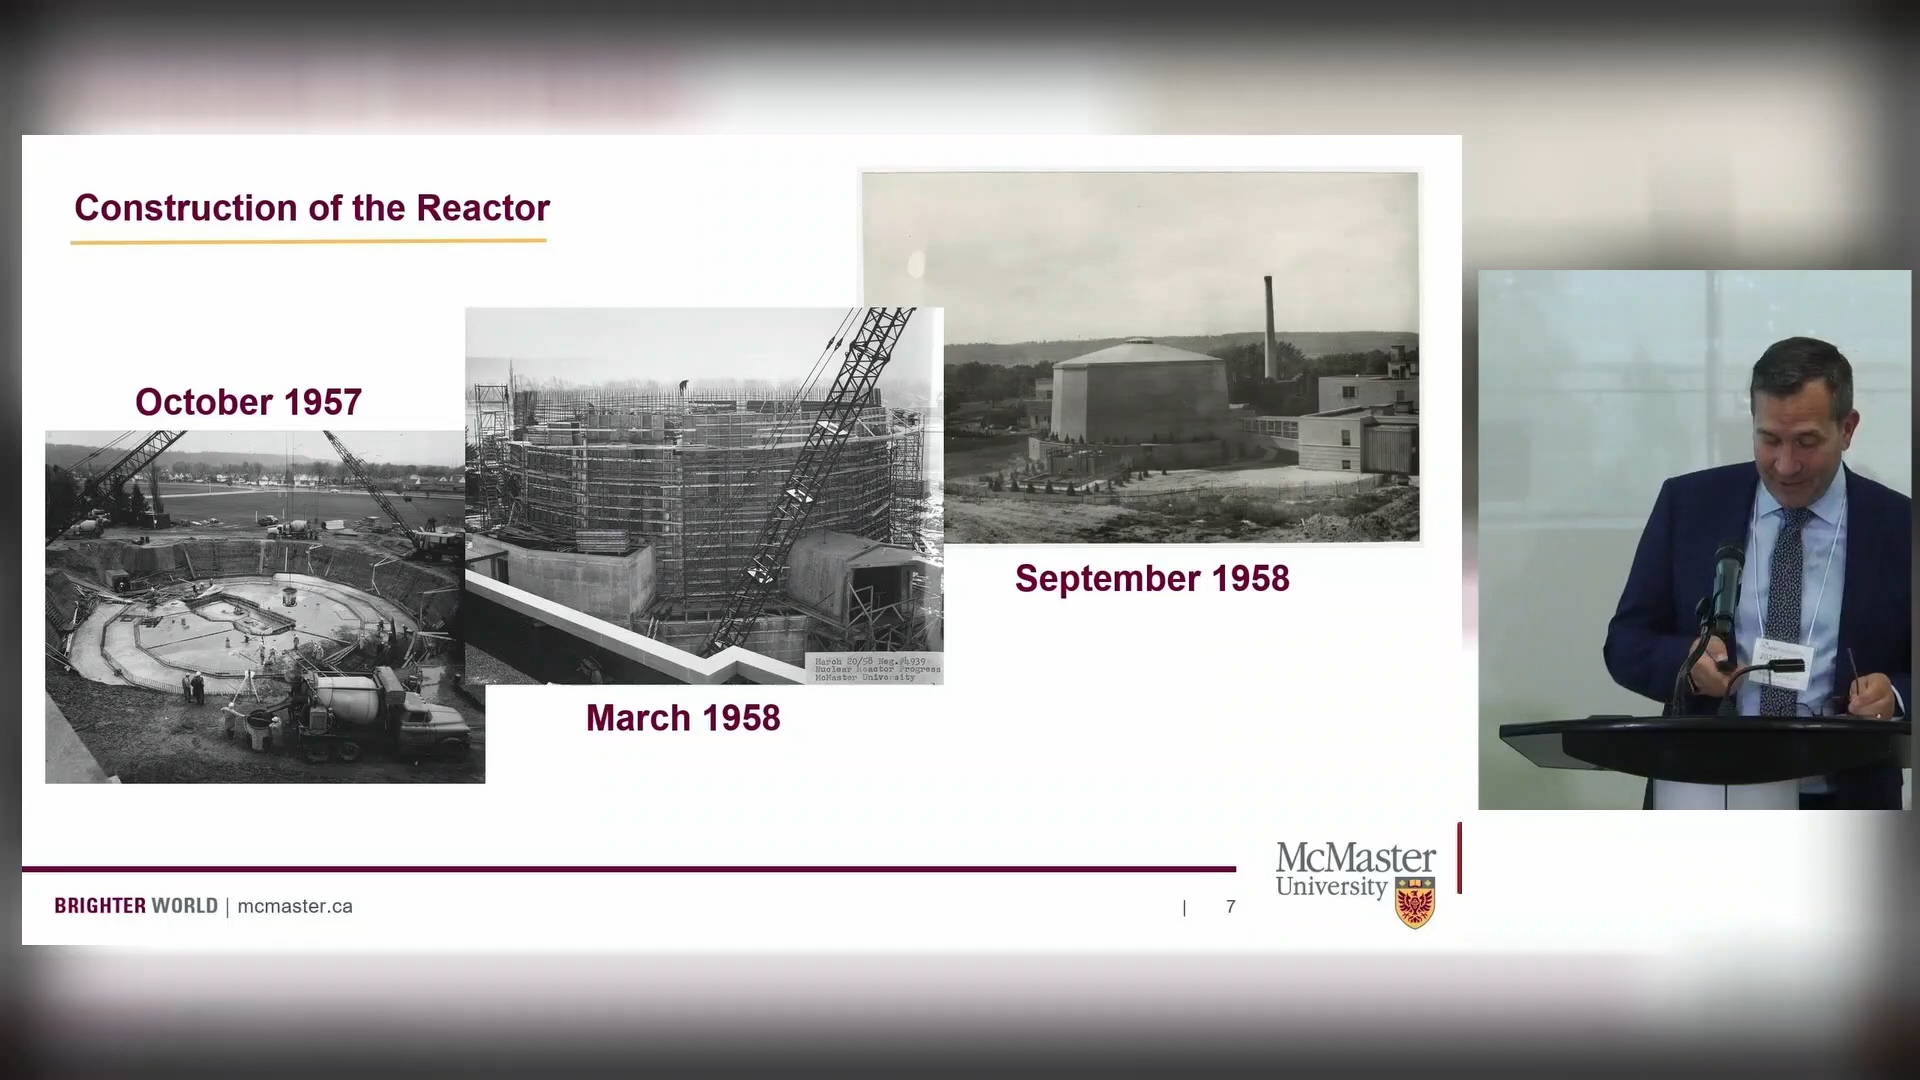 Construction of the Reactor
October 1957
March 20/58 Neg. #4939
Nuclear Reactor Progress
McMaster University
March 1958
September 1958
BRIGHTER WORLD | mcmaster.ca
| 7
McMaster
University